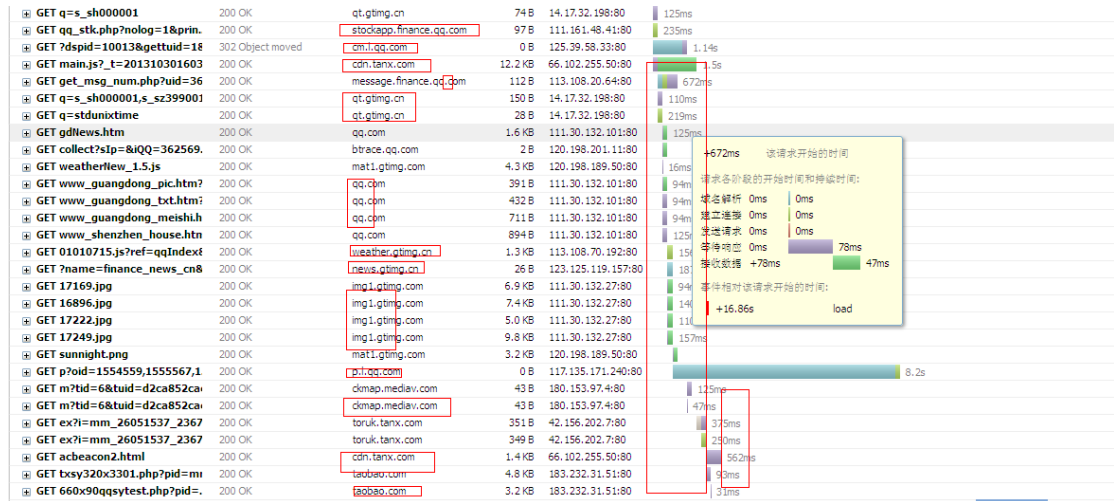 GET q=s_sh000001 200 OK qt.gtimg.cn 74 B 14.17.32.198:80 125ms
GET qq_stk.php?nolog=1&prin. 200 OK stockapp.finance.qq.com 97 B 111.161.48.41:80 235ms
GET ?dspid=10013&gettuid=18 302 Object moved cm.l.qq.com 0 B 125.39.58.33:80 1.14s
GET main.js?_t=201310301603 200 OK cdn.tanx.com 12.2 KB 66.102.255.50:80 1.5s
GET get_msg_num.php?uid=36 200 OK message.finance.qq.com 112 B 113.108.20.64:80 672ms
GET q=s_sh000001,s_sz399001 200 OK qt.gtimg.cn 150 B 14.17.32.198:80 110ms
GET q=stdunixtime 200 OK qt.gtimg.cn 28 B 14.17.32.198:80 219ms
GET gdNews.htm 200 OK qq.com 1.6 KB 111.30.132.101:80 125ms
GET collect?sIp=&iQQ=362569. 200 OK btrace.qq.com 2 B 120.198.201.11:80
GET weatherNew_1.5.js 200 OK mat1.gtimg.com 4.3 KB 120.198.189.50:80 16ms
GET www_guangdong_pic.htm? 200 OK qq.com 391 B 111.30.132.101:80 94m
GET www_guangdong_txt.htm? 200 OK qq.com 432 B 111.30.132.101:80 94m
GET www_guangdong_meishi.h 200 OK qq.com 711 B 111.30.132.101:80 94m
GET www_shenzhen_house.htn 200 OK qq.com 894 B 111.30.132.101:80 125
GET 01010715.js?ref=qqIndex& 200 OK weather.gtimg.cn 1.3 KB 113.108.70.192:80 156
GET ?name=finance_news_cn& 200 OK news.gtimg.cn 26 B 123.125.119.157:80 187
GET 17169.jpg 200 OK img1.gtimg.com 6.9 KB 111.30.132.27:80 94
GET 16896.jpg 200 OK img1.gtimg.com 7.4 KB 111.30.132.27:80 140
GET 17222.jpg 200 OK img1.gtimg.com 5.0 KB 111.30.132.27:80 110
GET 17249.jpg 200 OK img1.gtimg.com 9.8 KB 111.30.132.27:80 157ms
GET sunnight.png 200 OK mat1.gtimg.com 3.2 KB 120.198.189.50:80
GET p?oid=1554559,1555567,1 200 OK p.l.qq.com 0 B 117.135.171.240:80 8.2s
GET m?tid=6&tuid=d2ca852ca 200 OK ckmap.mediav.com 43 B 180.153.97.4:80 125ms
GET m?tid=6&tuid=d2ca852ca 200 OK ckmap.mediav.com 43 B 180.153.97.4:80 47ms
GET ex?i=mm_26051537_2367 200 OK toruk.tanx.com 351 B 42.156.202.7:80 375ms
GET ex?i=mm_26051537_2367 200 OK toruk.tanx.com 349 B 42.156.202.7:80 250ms
GET acbeacon2.html 200 OK cdn.tanx.com 1.4 KB 66.102.255.50:80 562ms
GET txsy320x3301.php?pid=mr 200 OK taobao.com 4.8 KB 183.232.31.51:80 93ms
GET 660x90qqsytest.php?pid=. 200 OK taobao.com 3.2 KB 183.232.31.51:80 31ms
+672ms 该请求开始的时间
请求各阶段的开始时间和持续时间:
域名解析 0ms 0ms
建立连接 0ms 0ms
发送请求 0ms 0ms
等待响应 0ms 78ms
接收数据 +78ms 47ms
事件相对该请求开始的时间:
+16.86s load